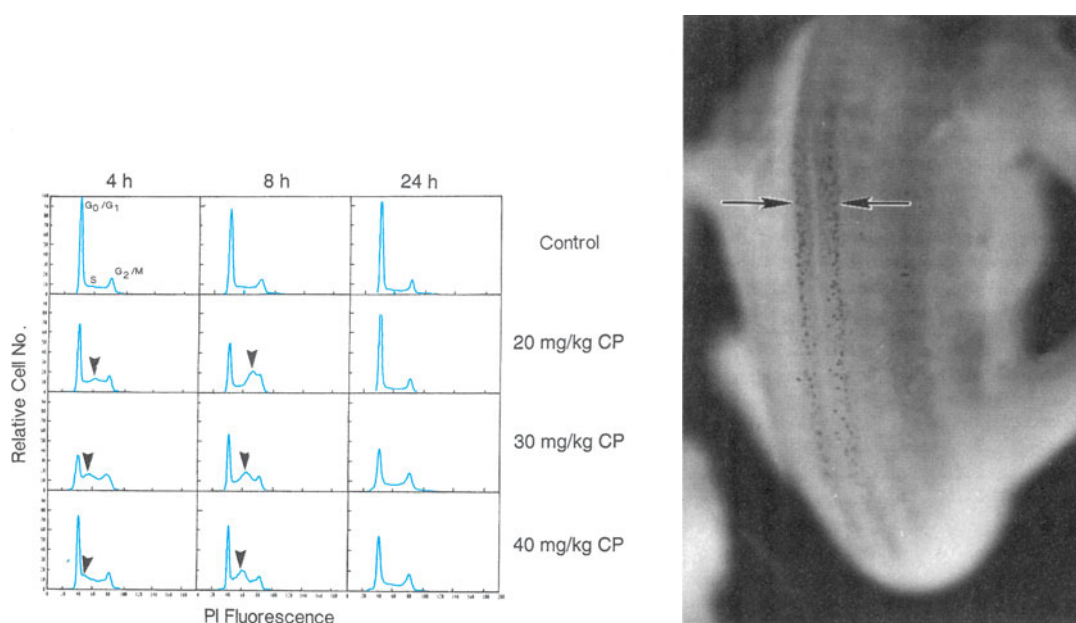 4 h 8 h 24 h
G0/G1
S
G2/M
Control
20 mg/kg CP
30 mg/kg CP
40 mg/kg CP
Relative Cell No.
PI Fluorescence